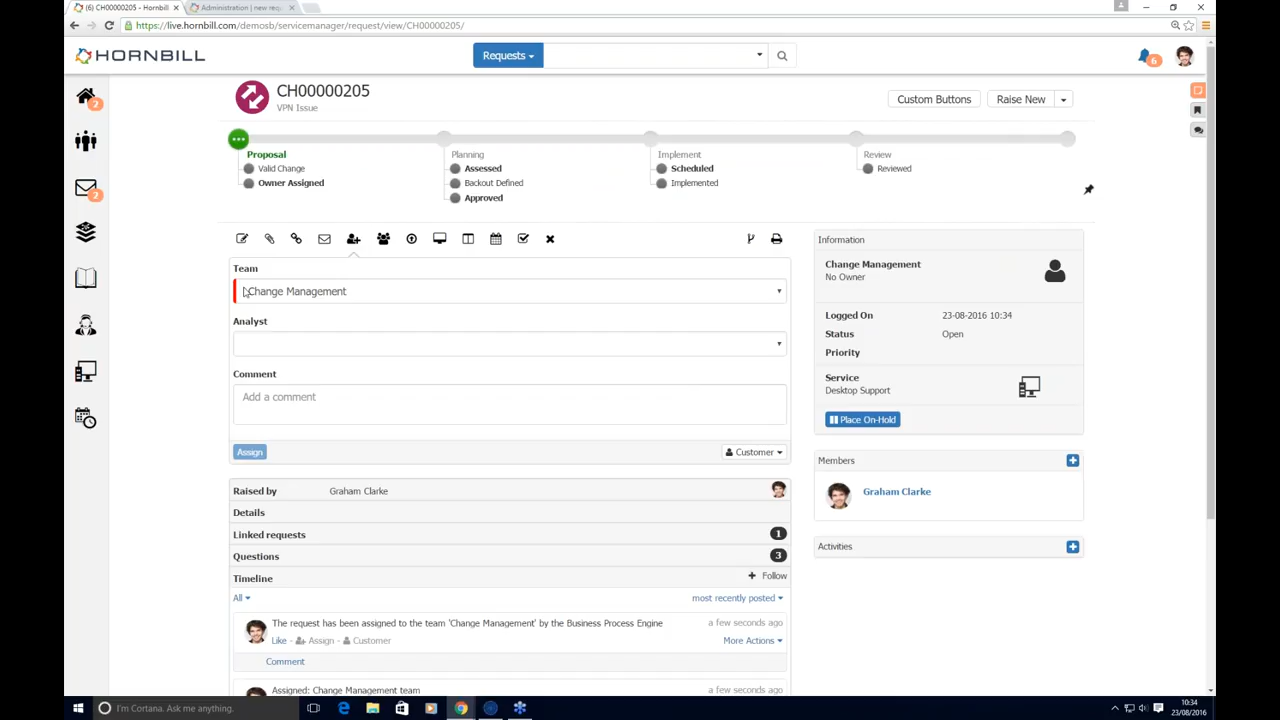 (6) CH00000205 - Hornbill
Administration | new requ
https://live.hornbill.com/demosb/servicemanager/request/view/CH00000205/
HORNBILL
Requests
6
2
2
CH00000205
VPN Issue
Custom Buttons
Raise New
Proposal
Valid Change
Owner Assigned
Planning
Assessed
Backout Defined
Approved
Implement
Scheduled
Implemented
Review
Reviewed
Team
Change Management
Analyst
Comment
Add a comment
Assign
Customer
Information
Change Management
No Owner
Logged On 23-08-2016 10:34
Status Open
Priority
Service
Desktop Support
Place On-Hold
Members
Graham Clarke
Activities
Raised by Graham Clarke
Details
Linked requests 1
Questions 3
Timeline
+ Follow
All
most recently posted
The request has been assigned to the team 'Change Management' by the Business Process Engine
a few seconds ago
Like - Assign - Customer
More Actions
Comment
Assigned: Change Management team
a few seconds ago
I'm Cortana. Ask me anything.
10:34
23/08/2016